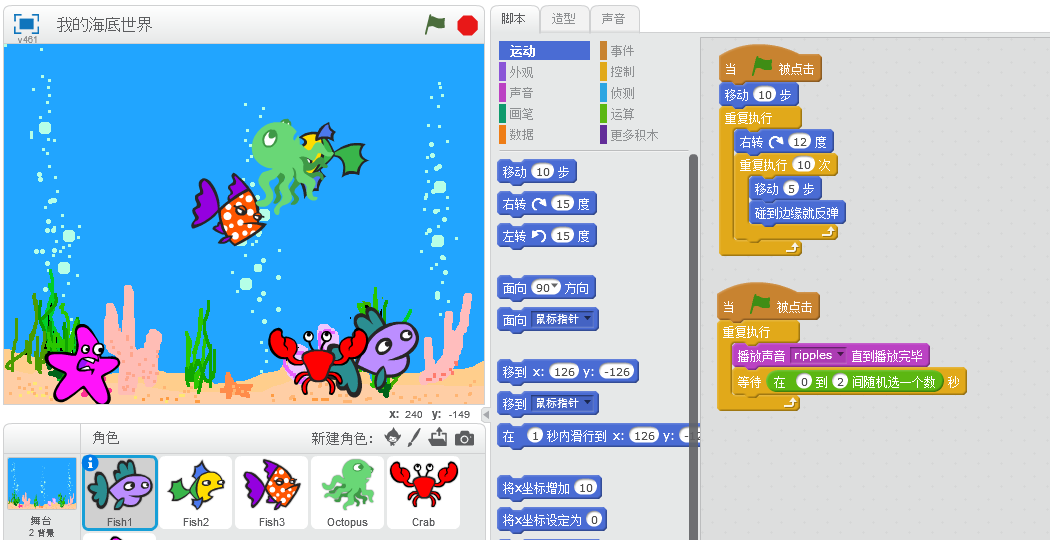 我的海底世界
v461
x: 240 y: -149
角色
新建角色:
舞台
2 背景
Fish1
Fish2
Fish3
Octopus
Crab
脚本
造型
声音
运动
外观
声音
画笔
数据
事件
控制
侦测
运算
更多积木
移动 10 步
右转 15 度
左转 15 度
面向 90 方向
面向 鼠标指针
移到 x: 126 y: -126
移到 鼠标指针
在 1 秒内滑行到 x: 126 y:
将x坐标增加 10
将x坐标设定为 0
当 被点击
移动 10 步
重复执行
右转 12 度
重复执行 10 次
移动 5 步
碰到边缘就反弹
当 被点击
重复执行
播放声音 ripples 直到播放完毕
等待 在 0 到 2 间随机选一个数 秒